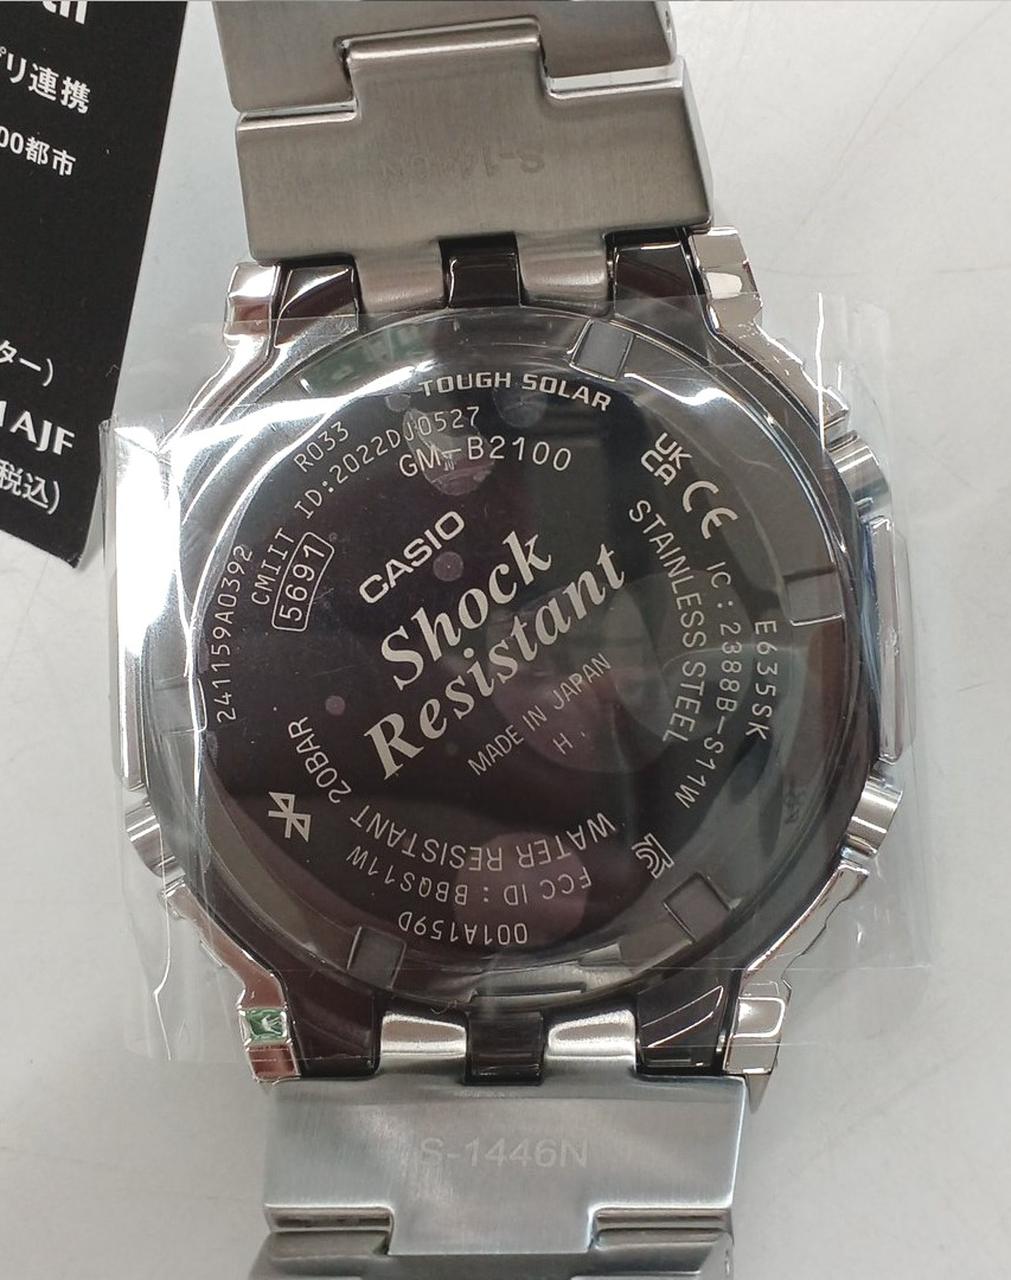 プリ連携
00都市
ター)
1AJF
税込)
S-1446N
TOUGH SOLAR
R033
CMIIT ID:2022DJ0527
GM-B2100
5691
241159A0392
CASIO
Shock
Resistant
MADE IN JAPAN
H
UK
CA
CE
STAINLESS STEEL
IC:2388B-S11W
E635SK
WATER RESISTANT 20BAR
FCC ID:BBQS11W
001A159D
S-1446N